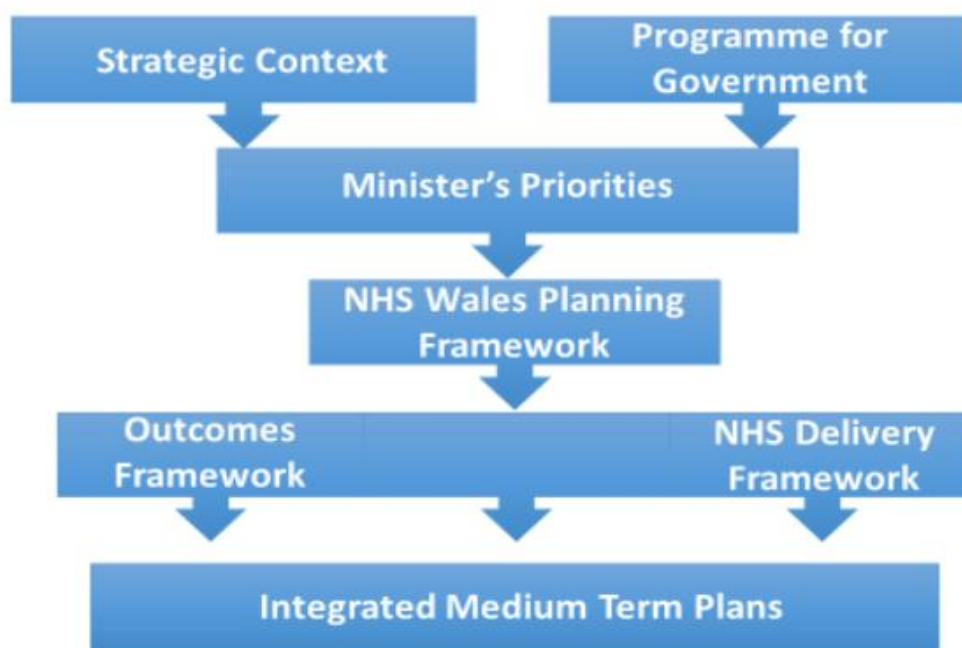 Strategic Context
Programme for
Government
Minister’s Priorities
NHS Wales Planning
Framework
Outcomes
Framework
NHS Delivery
Framework
Integrated Medium Term Plans